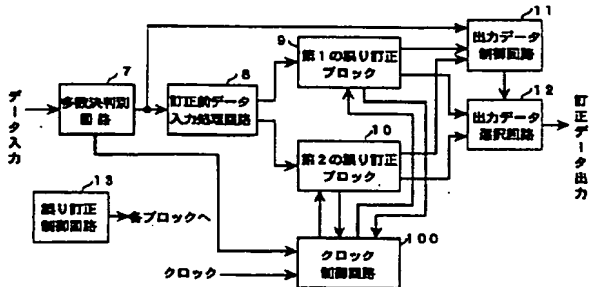 データ入力
7
多数決判別
回路
8
訂正前データ
入力処理回路
9
第1の誤り訂正
ブロック
10
第2の誤り訂正
ブロック
11
出力データ
制御回路
12
出力データ
選択回路
訂正データ出力
13
誤り訂正
制御回路
各ブロックへ
クロック
100
クロック
制御回路